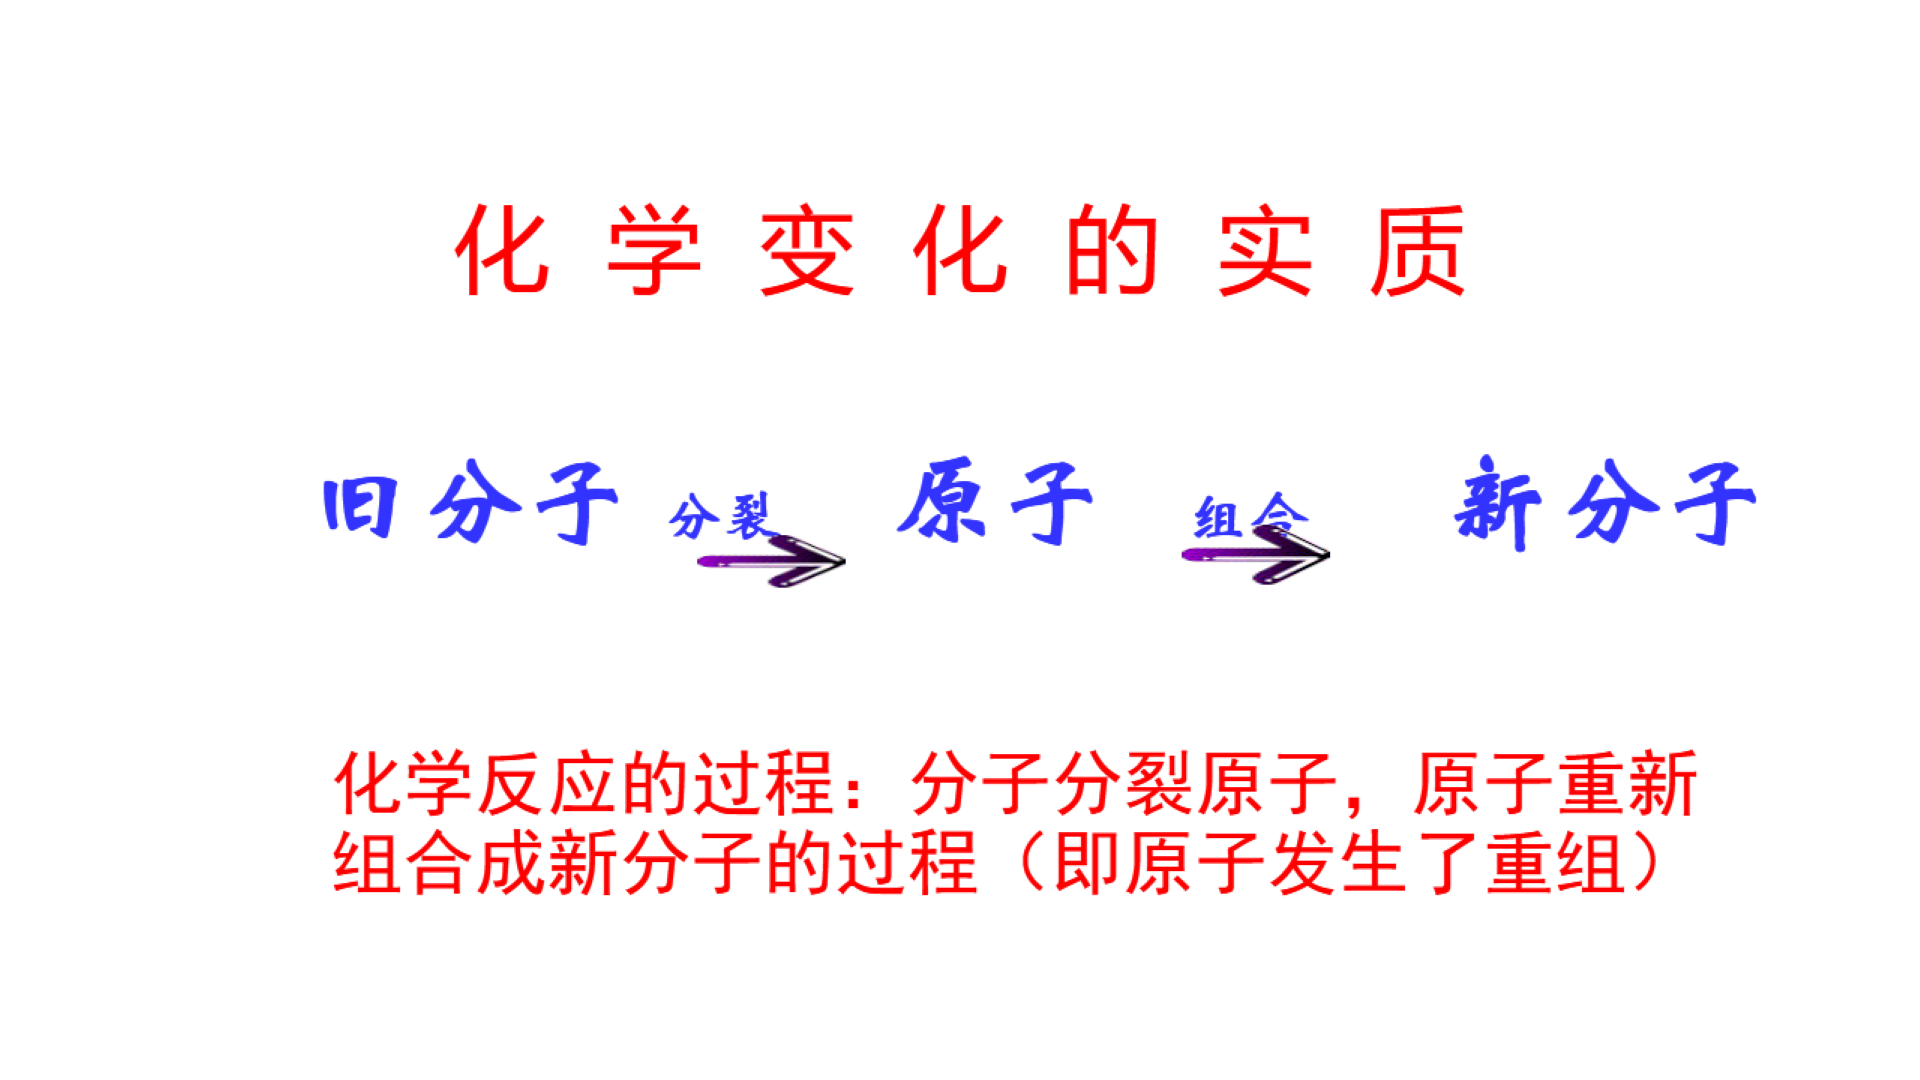 化学变化的实质
旧分子 分裂 原子 组合 新分子
化学反应的过程：分子分裂原子，原子重新
组合成新分子的过程（即原子发生了重组）